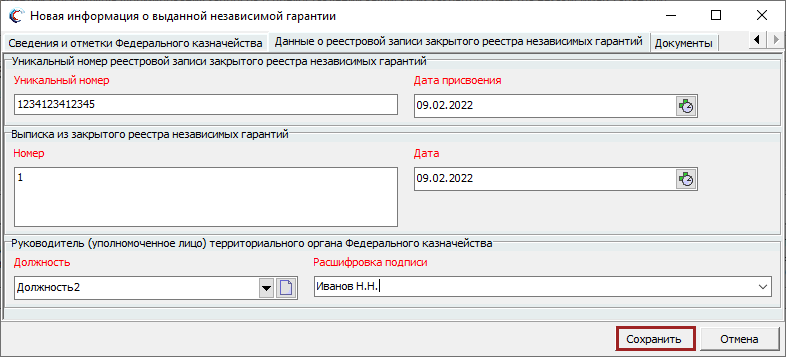 Новая информация о выданной независимой гарантии
Сведения и отметки Федерального казначейства Данные о реестровой записи закрытого реестра независимых гарантий Документы
Уникальный номер реестровой записи закрытого реестра независимых гарантий
Уникальный номер Дата присвоения
1234123412345 09.02.2022
Выписка из закрытого реестра независимых гарантий
Номер Дата
1 09.02.2022
Руководитель (уполномоченное лицо) территориального органа Федерального казначейства
Должность Расшифровка подписи
Должность2 Иванов Н.Н.
Сохранить Отмена